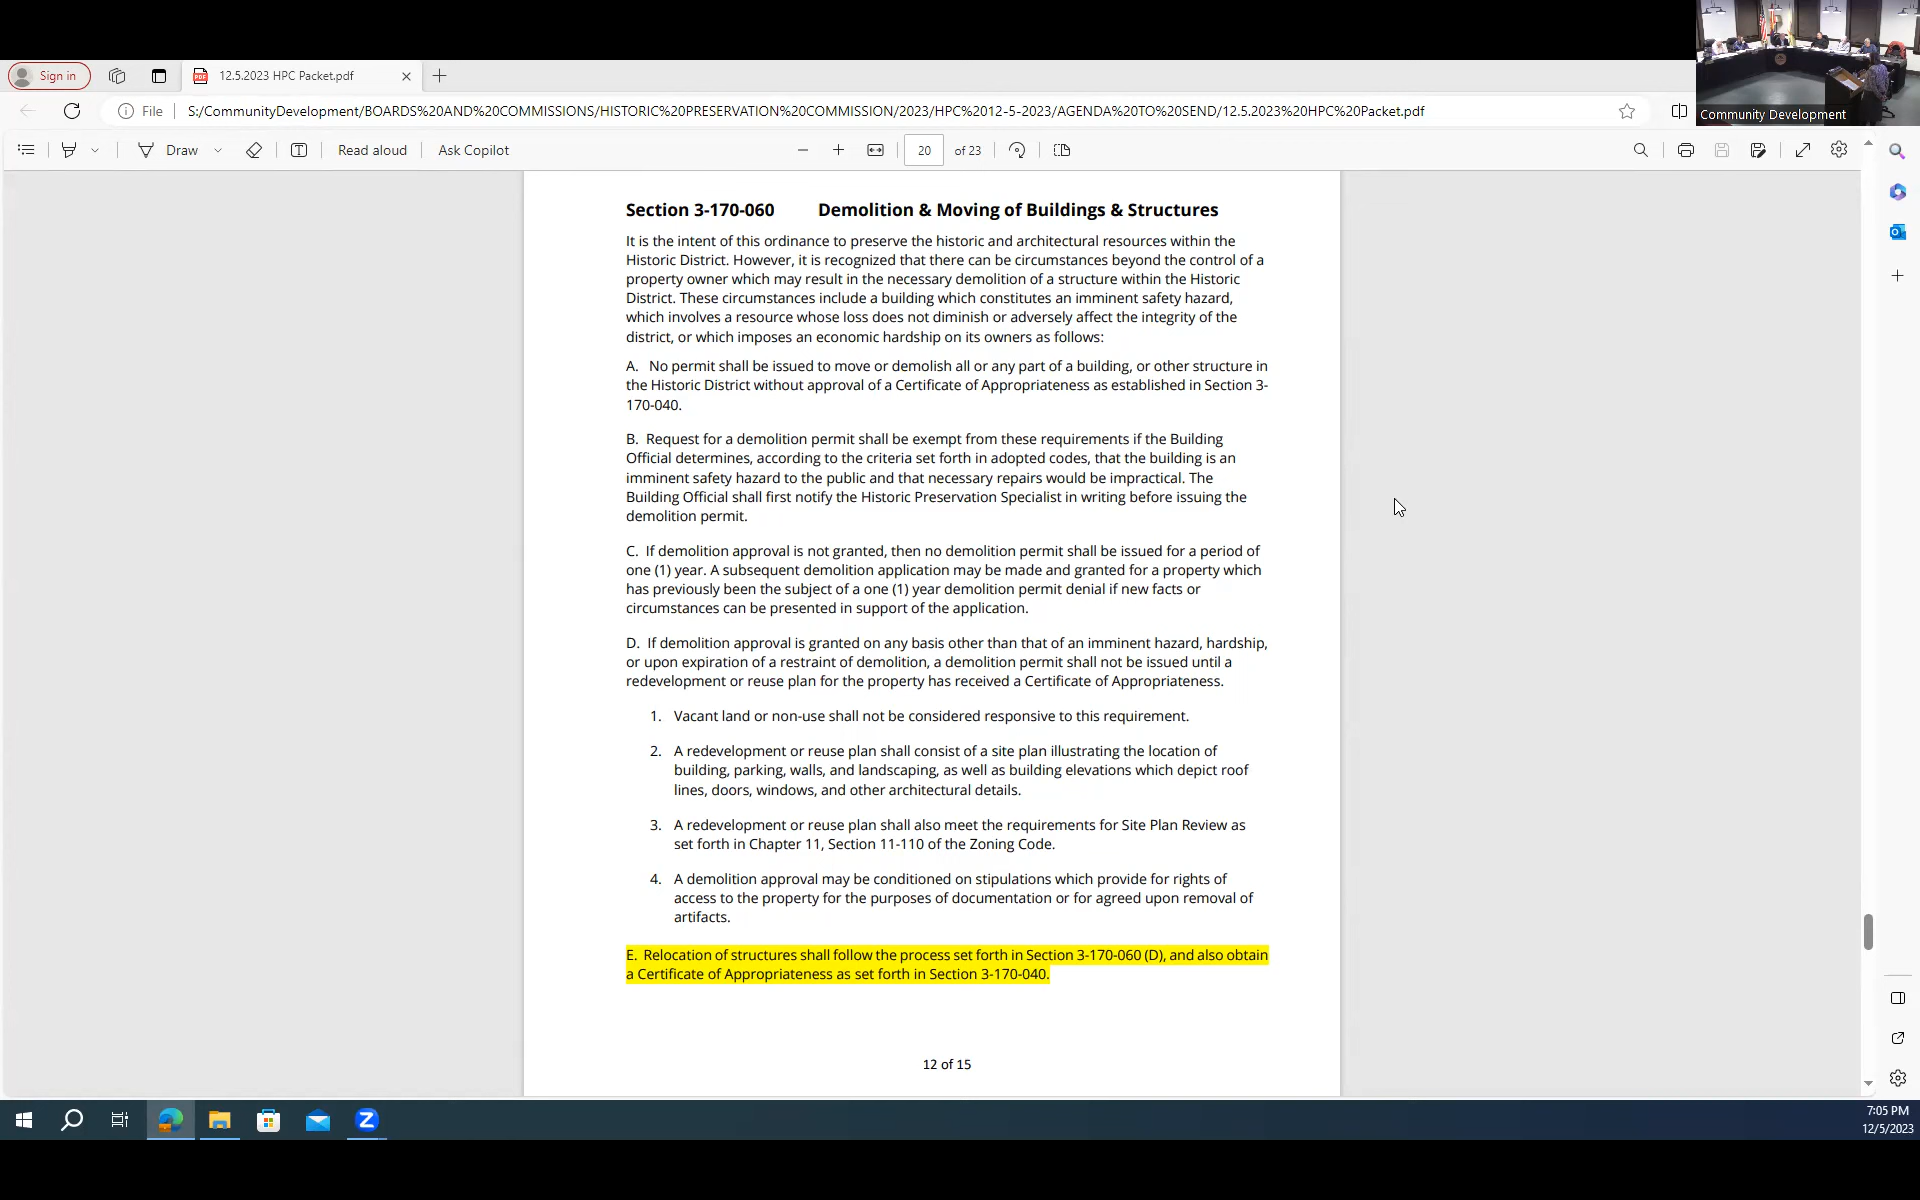 Sign in
12.5.2023 HPC Packet.pdf
File
S:/CommunityDevelopment/BOARDS%20AND%20COMMISSIONS/HISTORIC%20PRESERVATION%20COMMISSION/2023/HPC%2012-5-2023/AGENDA%20TO%20SEND/12.5.2023%20HPC%20Packet.pdf
Community Development
Draw
Read aloud
Ask Copilot
20 of 23
Section 3-170-060 Demolition & Moving of Buildings & Structures
It is the intent of this ordinance to preserve the historic and architectural resources within the
Historic District. However, it is recognized that there can be circumstances beyond the control of a
property owner which may result in the necessary demolition of a structure within the Historic
District. These circumstances include a building which constitutes an imminent safety hazard,
which involves a resource whose loss does not diminish or adversely affect the integrity of the
district, or which imposes an economic hardship on its owners as follows:
A. No permit shall be issued to move or demolish all or any part of a building, or other structure in
the Historic District without approval of a Certificate of Appropriateness as established in Section 3-
170-040.
B. Request for a demolition permit shall be exempt from these requirements if the Building
Official determines, according to the criteria set forth in adopted codes, that the building is an
imminent safety hazard to the public and that necessary repairs would be impractical. The
Building Official shall first notify the Historic Preservation Specialist in writing before issuing the
demolition permit.
C. If demolition approval is not granted, then no demolition permit shall be issued for a period of
one (1) year. A subsequent demolition application may be made and granted for a property which
has previously been the subject of a one (1) year demolition permit denial if new facts or
circumstances can be presented in support of the application.
D. If demolition approval is granted on any basis other than that of an imminent hazard, hardship,
or upon expiration of a restraint of demolition, a demolition permit shall not be issued until a
redevelopment or reuse plan for the property has received a Certificate of Appropriateness.
1. Vacant land or non-use shall not be considered responsive to this requirement.
2. A redevelopment or reuse plan shall consist of a site plan illustrating the location of
building, parking, walls, and landscaping, as well as building elevations which depict roof
lines, doors, windows, and other architectural details.
3. A redevelopment or reuse plan shall also meet the requirements for Site Plan Review as
set forth in Chapter 11, Section 11-110 of the Zoning Code.
4. A demolition approval may be conditioned on stipulations which provide for rights of
access to the property for the purposes of documentation or for agreed upon removal of
artifacts.
E. Relocation of structures shall follow the process set forth in Section 3-170-060 (D), and also obtain
a Certificate of Appropriateness as set forth in Section 3-170-040.
12 of 15
7:05 PM
12/5/2023